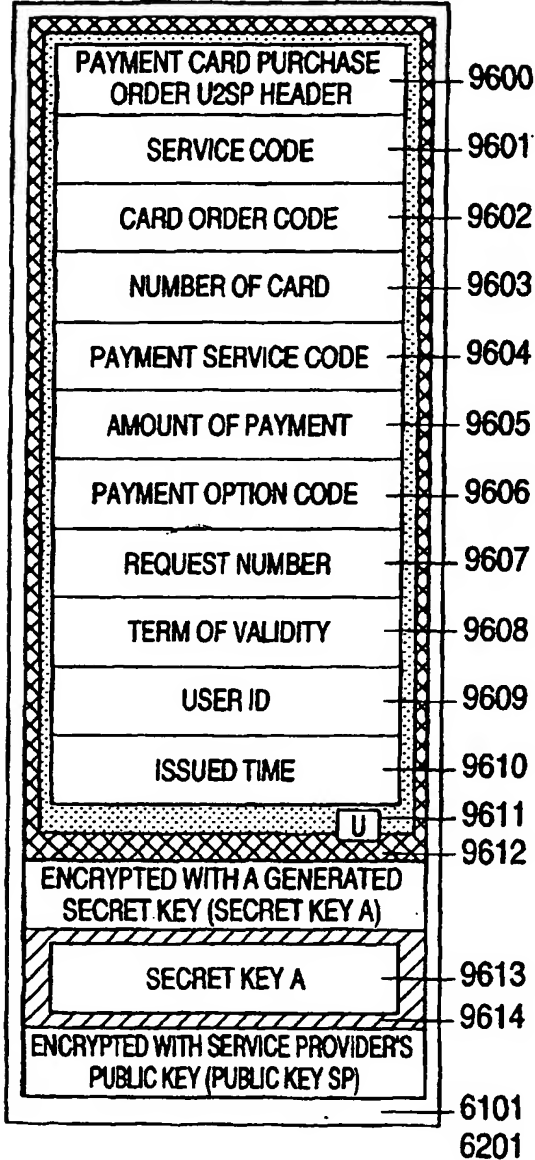 PAYMENT CARD PURCHASE
ORDER U2SP HEADER
9600
SERVICE CODE
9601
CARD ORDER CODE
9602
NUMBER OF CARD
9603
PAYMENT SERVICE CODE
9604
AMOUNT OF PAYMENT
9605
PAYMENT OPTION CODE
9606
REQUEST NUMBER
9607
TERM OF VALIDITY
9608
USER ID
9609
ISSUED TIME
9610
U
9611
9612
ENCRYPTED WITH A GENERATED
SECRET KEY (SECRET KEY A)
SECRET KEY A
9613
9614
ENCRYPTED WITH SERVICE PROVIDER'S
PUBLIC KEY (PUBLIC KEY SP)
6101
6201